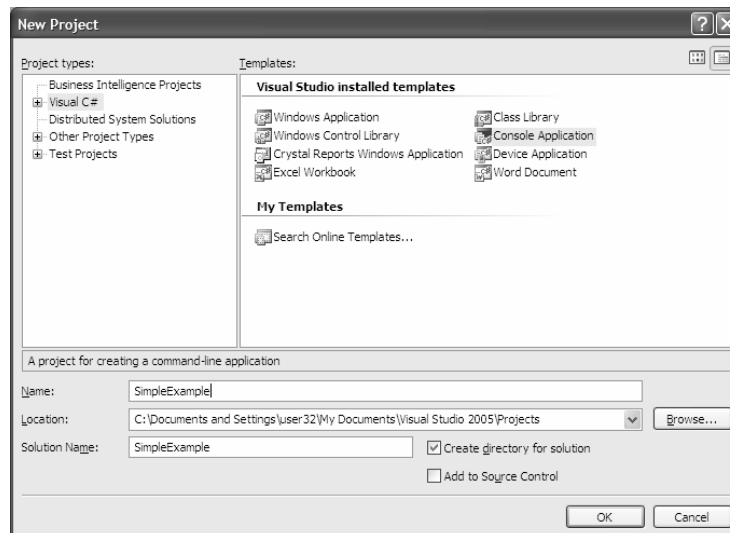 New Project
Project types:
Templates:
Business Intelligence Projects
Visual C#
Distributed System Solutions
Other Project Types
Test Projects
Visual Studio installed templates
Windows Application
Class Library
Windows Control Library
Console Application
Crystal Reports Windows Application
Device Application
Excel Workbook
Word Document
My Templates
Search Online Templates...
A project for creating a command-line application
Name:
SimpleExample
Location:
C:\Documents and Settings\user32\My Documents\Visual Studio 2005\Projects
Browse...
Solution Name:
SimpleExample
Create directory for solution
Add to Source Control
OK
Cancel